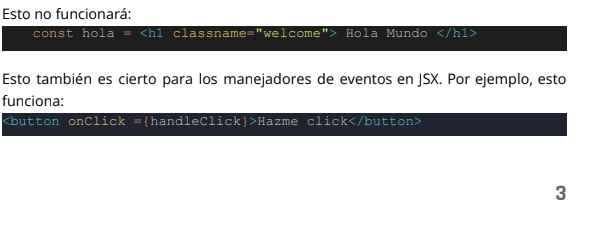 Esto no funcionará:
const hola = <h1 classname="welcome"> Hola Mundo </h1>
Esto también es cierto para los manejadores de eventos en JSX. Por ejemplo, esto
funciona:
<button onClick ={handleClick}>Hazme click</button>
3